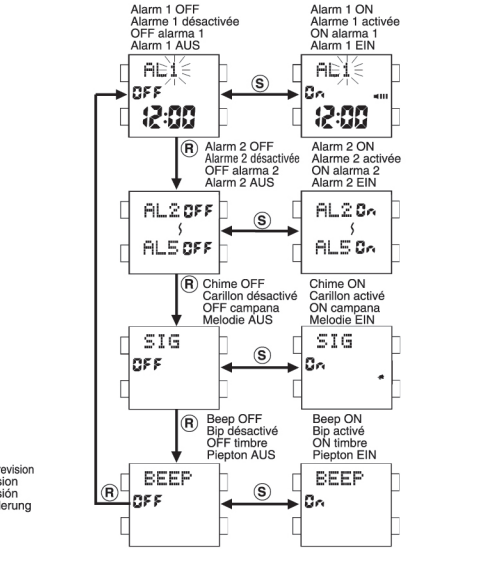 Alarm 1 OFF
Alarme 1 désactivée
OFF alarma 1
Alarm 1 AUS
Alarm 1 ON
Alarme 1 activée
ON alarma 1
Alarm 1 EIN
AL1
OFF
12:00
S
AL1
On
12:00
R
Alarm 2 OFF
Alarme 2 désactivée
OFF alarma 2
Alarm 2 AUS
Alarm 2 ON
Alarme 2 activée
ON alarma 2
Alarm 2 EIN
AL2 OFF
AL5 OFF
S
AL2 On
AL5 On
R
Chime OFF
Carillon désactivé
OFF campana
Melodie AUS
Chime ON
Carillon activé
ON campana
Melodie EIN
SIG
OFF
S
SIG
On
R
Beep OFF
Bip désactivé
OFF timbre
Piepton AUS
Beep ON
Bip activé
ON timbre
Piepton EIN
R
BEEP
OFF
S
BEEP
On